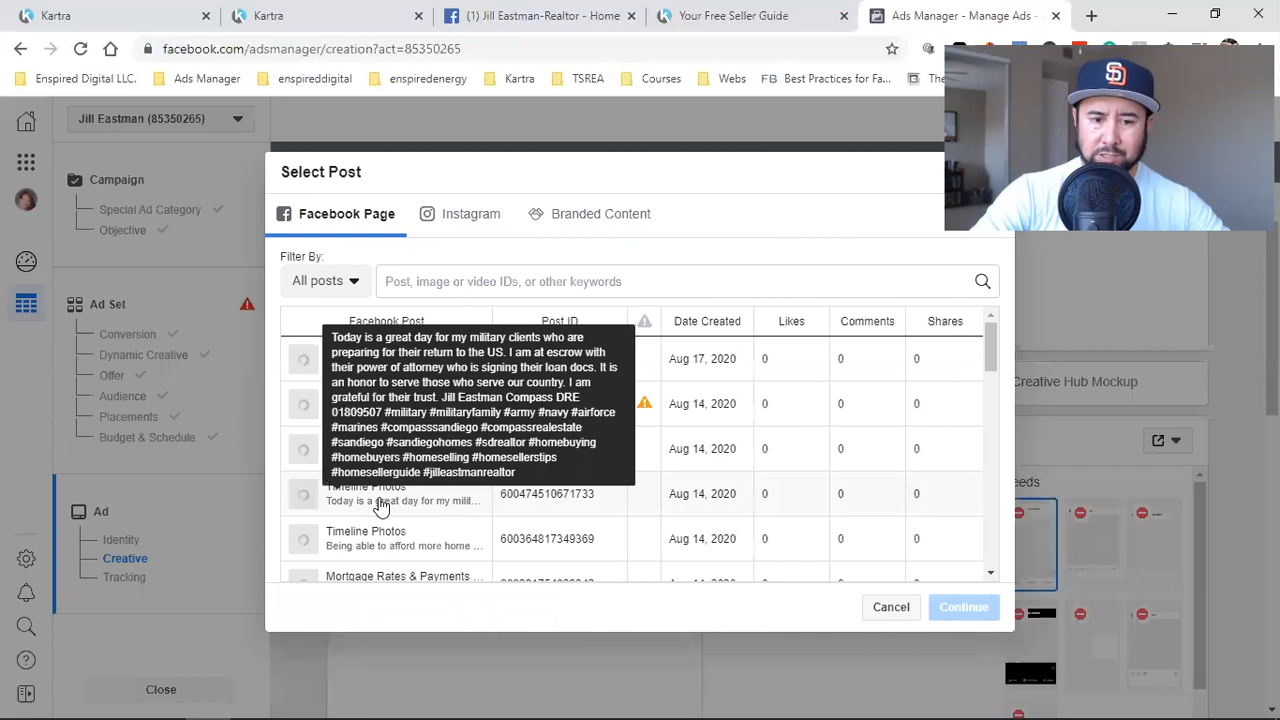 Kartra
Kartra
(1) Jill Eastman-Realtor - Home
Your Free Seller Guide
Ads Manager - Manage Ads -
facebook.com/adsmanager/creation?act=85350265
Enspired Digital LLC.
Ads Manager
enspireddigital
enspiredenergy
Kartra
TSREA
Courses
Webs
FB Best Practices for Fa...
Jill Eastman (85350265)
Campaign
Special Ad Category
Objective
Ad Set
Conversion
Dynamic Creative
Offer
Audience
Placements
Budget & Schedule
Ad
Identity
Creative
Tracking
Close
Select Post
Facebook Page
Instagram
Branded Content
Filter By:
All posts
Post, image or video IDs, or other keywords
Facebook Post
Post ID
Date Created
Likes
Comments
Shares
Today is a great day for my military clients who are
preparing for their return to the US. I am at escrow with
their power of attorney who is signing their loan docs. It is
an honor to serve those who serve our country. I am
Just Jill. Jill Eastman Compass DRE
01809507 #military #militaryfamily #army #navy #airforce
#marines #compasssandiego #compassrealestate
#sandiego #sandiegohomes #sdrealtor #homebuying
#homebuyers #homeselling #homesellerstips
#homesellerguide #jilleastmanrealtor
Aug 17, 2020 0 0 0
Aug 14, 2020 0 0 0
Aug 14, 2020 0 0 0
Timeline Photos
Today is a great day for my milit...
600474510671733 Aug 14, 2020 0 0 0
Timeline Photos
Being able to afford more home ...
600364817349369 Aug 14, 2020 0 0 0
Mortgage Rates & Payments ...
Cancel
Continue
Creative Hub Mockup
eeds
SD